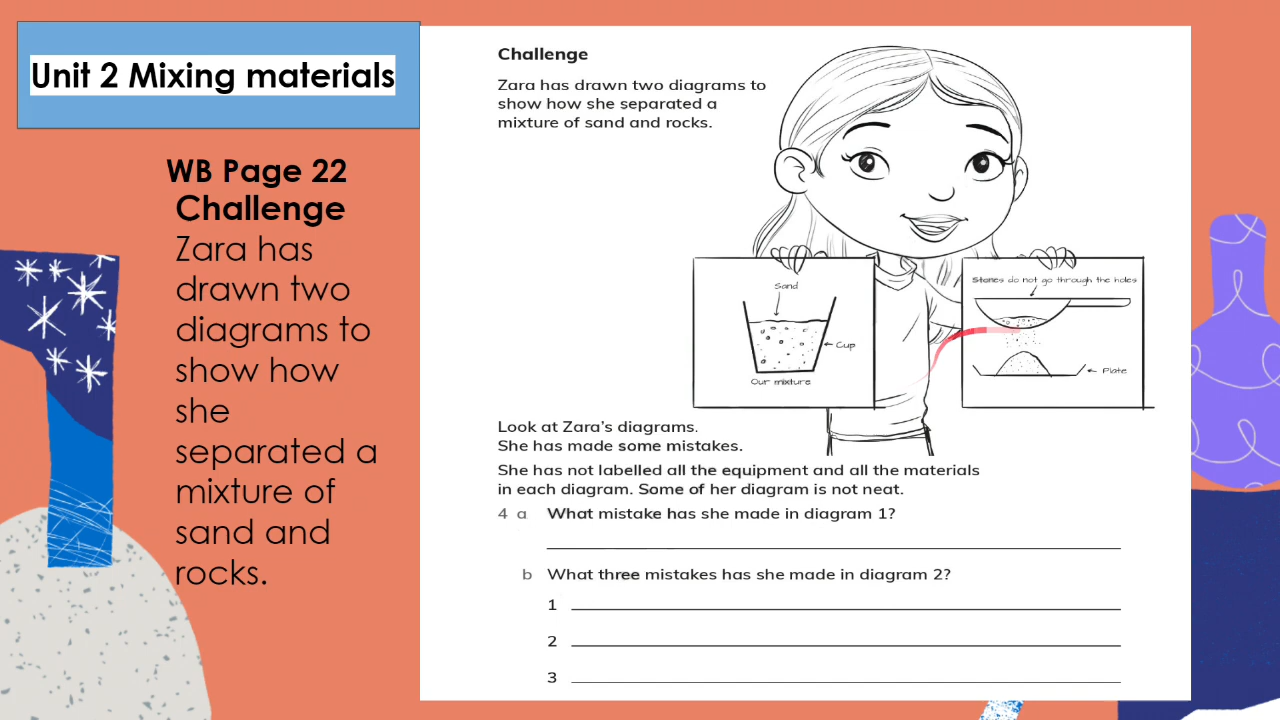 Unit 2 Mixing materials
WB Page 22
Challenge
Zara has
drawn two
diagrams to
show how
she
separated a
mixture of
sand and
rocks.
Challenge
Zara has drawn two diagrams to
show how she separated a
mixture of sand and rocks.
Sand
Cup
Our mixture
Stones do not go through the holes
Plate
Look at Zara's diagrams.
She has made some mistakes.
She has not labelled all the equipment and all the materials
in each diagram. Some of her diagram is not neat.
4 a What mistake has she made in diagram 1?
b What three mistakes has she made in diagram 2?
1
2
3